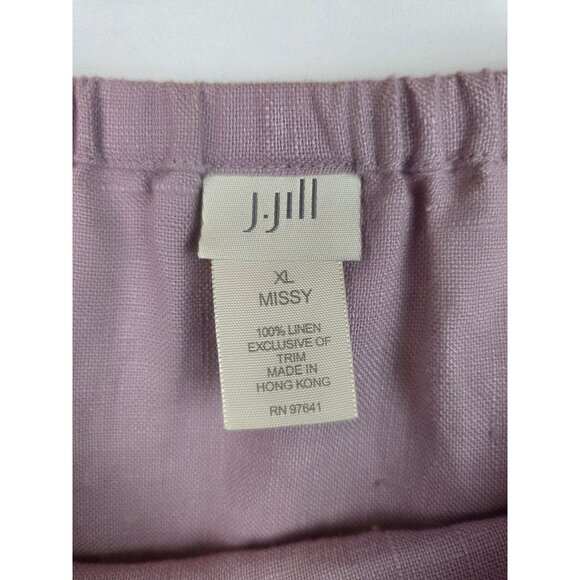 J.Jill
XL
MISSY
100% LINEN
EXCLUSIVE OF
TRIM
MADE IN
HONG KONG
RN 97641